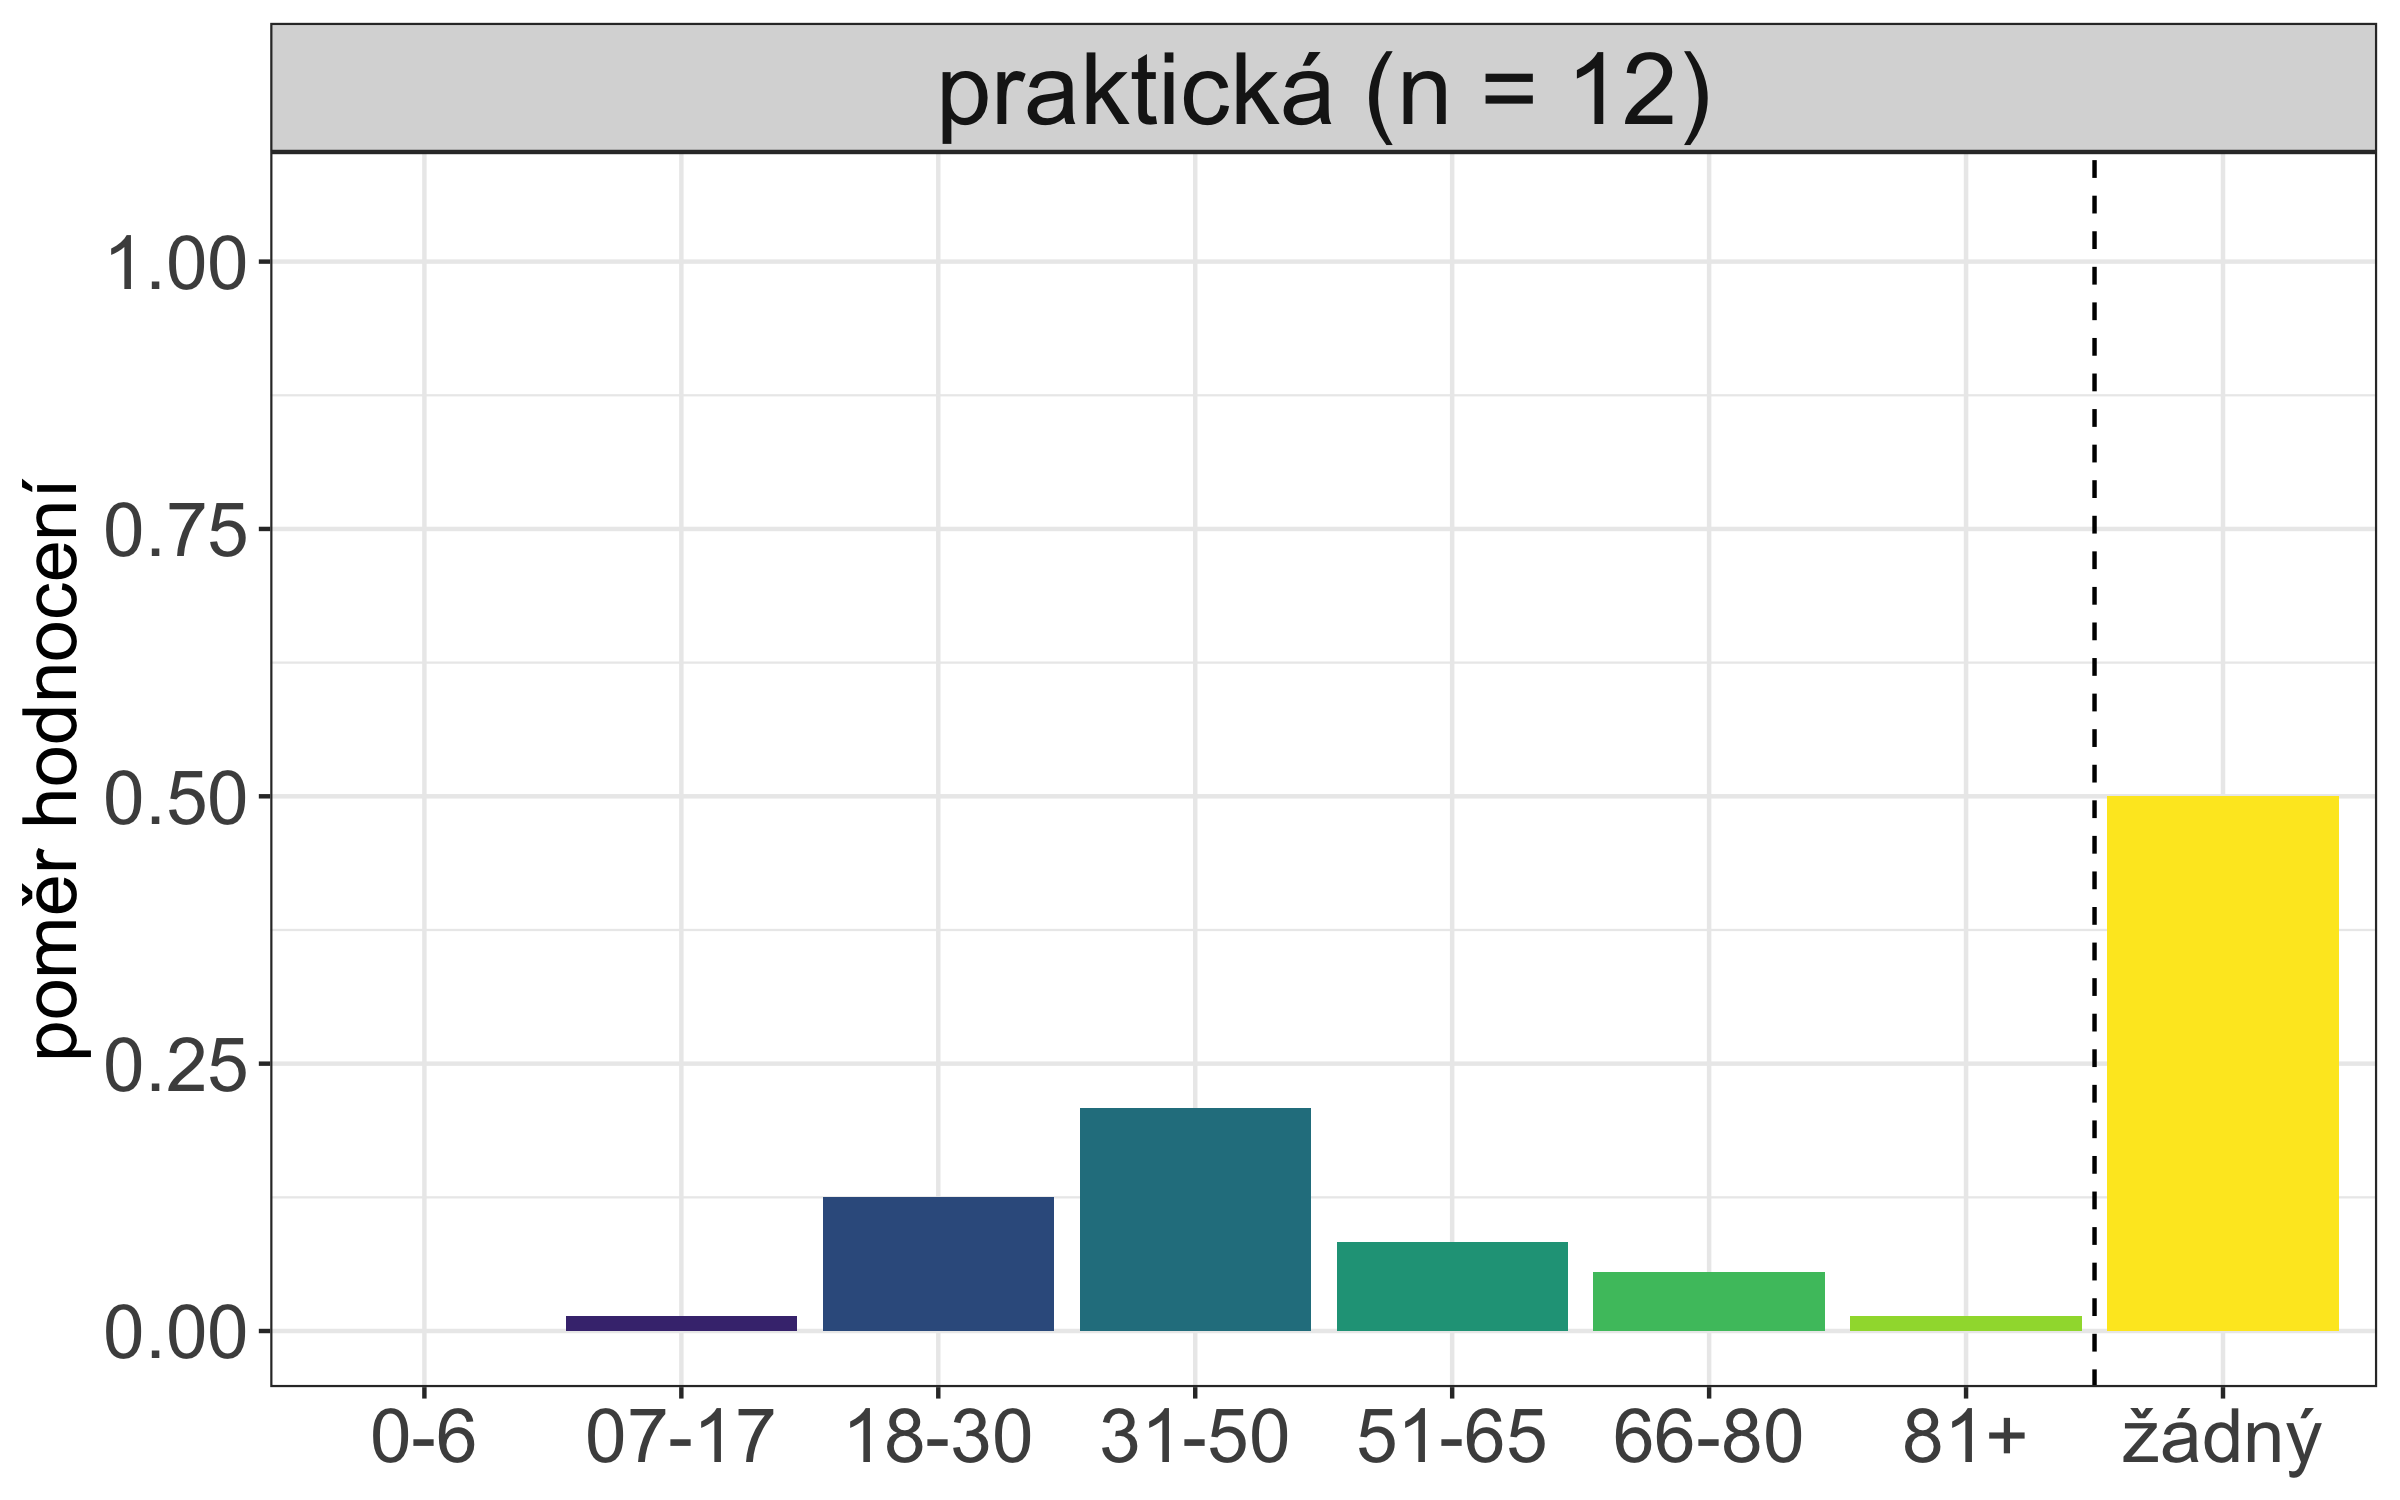 praktická (n = 12)
poměr hodnocení
1.00
0.75
0.50
0.25
0.00
0-6 07-17 18-30 31-50 51-65 66-80 81+ žádný